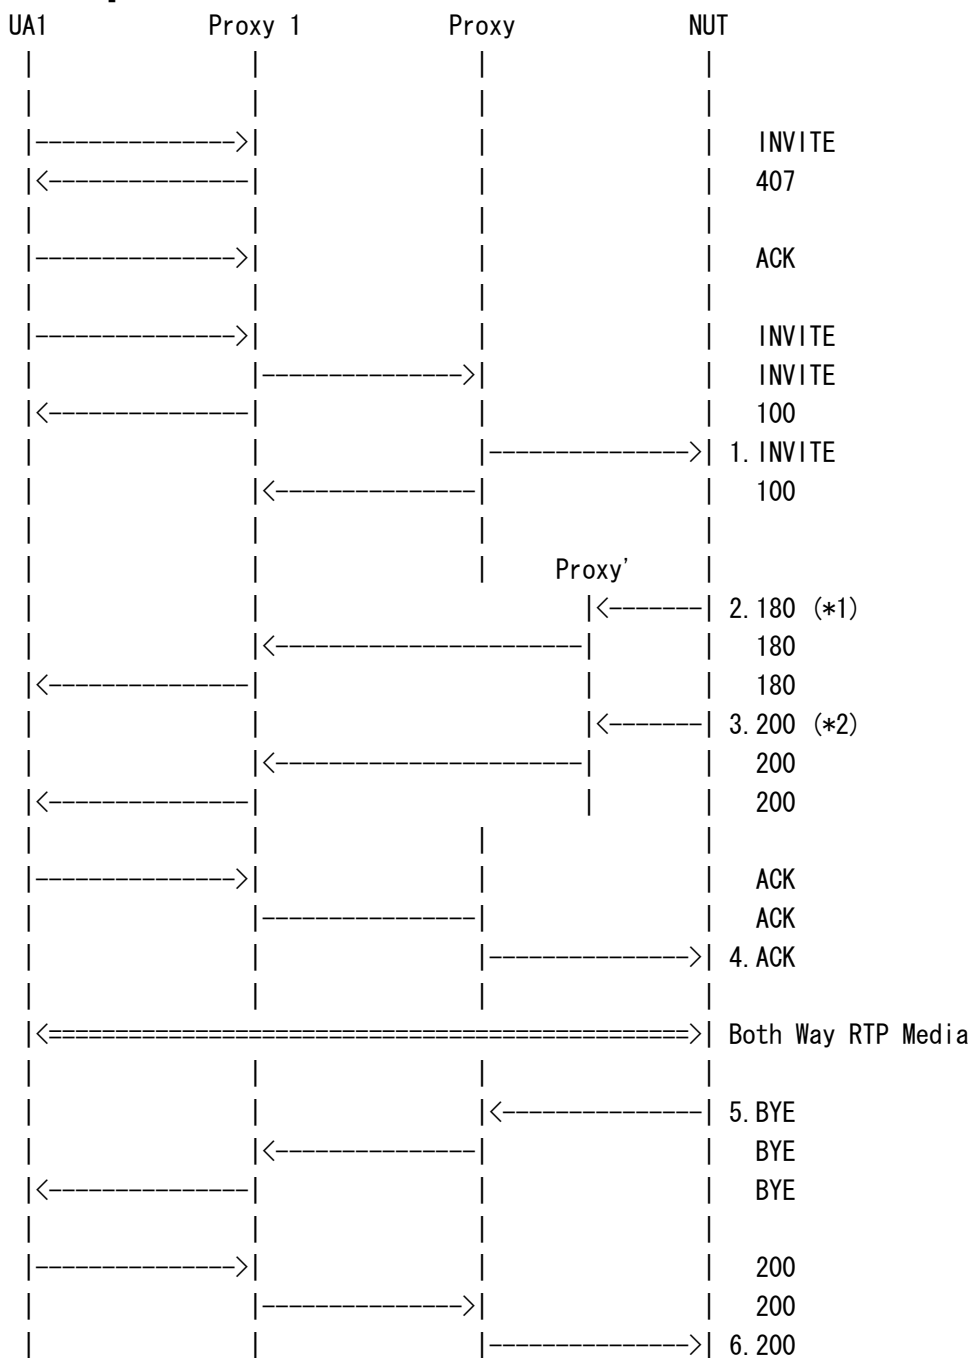 UA1 Proxy 1 Proxy NUT
INVITE
407
ACK
INVITE
INVITE
100
1. INVITE
100
Proxy'
2. 180 (*1)
180
180
3. 200 (*2)
200
200
ACK
ACK
4. ACK
Both Way RTP Media
5. BYE
BYE
BYE
200
200
6. 200